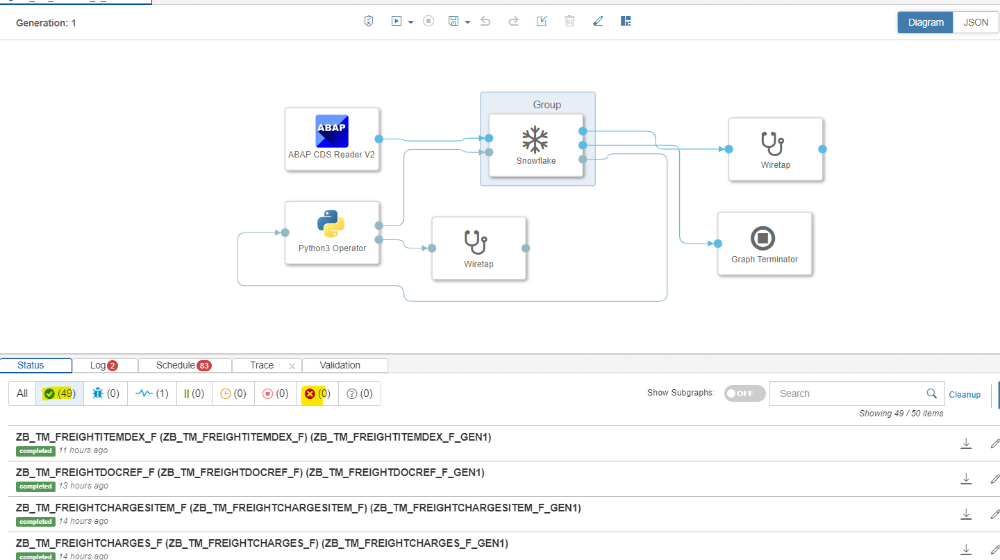 Generation: 1
Diagram
JSON
Group
ABAP
ABAP CDS Reader V2
Snowflake
Wiretap
Python3 Operator
Wiretap
Graph Terminator
Status
Log 2
Schedule 83
Trace
Validation
All
(49)
(0)
(1)
(0)
(0)
(0)
(0)
(0)
Show Subgraphs:
OFF
Search
Cleanup
Showing 49 / 50 items
ZB_TM_FREIGHTITEMDEX_F (ZB_TM_FREIGHTITEMDEX_F) (ZB_TM_FREIGHTITEMDEX_F_GEN1)
completed 11 hours ago
ZB_TM_FREIGHTDOCREF_F (ZB_TM_FREIGHTDOCREF_F) (ZB_TM_FREIGHTDOCREF_F_GEN1)
completed 13 hours ago
ZB_TM_FREIGHTCHARGESITEM_F (ZB_TM_FREIGHTCHARGESITEM_F) (ZB_TM_FREIGHTCHARGESITEM_F_GEN1)
completed 14 hours ago
ZB_TM_FREIGHTCHARGES_F (ZB_TM_FREIGHTCHARGES_F) (ZB_TM_FREIGHTCHARGES_F_GEN1)
completed 14 hours ago